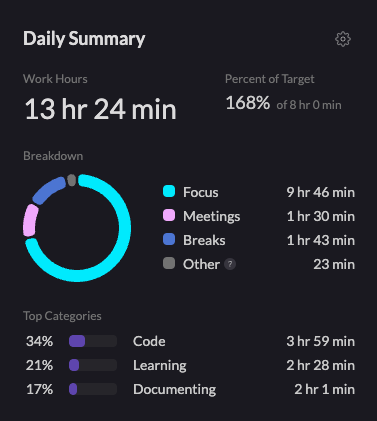 Daily Summary
Work Hours
13 hr 24 min
Percent of Target
168% of 8 hr 0 min
Breakdown
Focus 9 hr 46 min
Meetings 1 hr 30 min
Breaks 1 hr 43 min
Other ? 23 min
Top Categories
34% Code 3 hr 59 min
21% Learning 2 hr 28 min
17% Documenting 2 hr 1 min